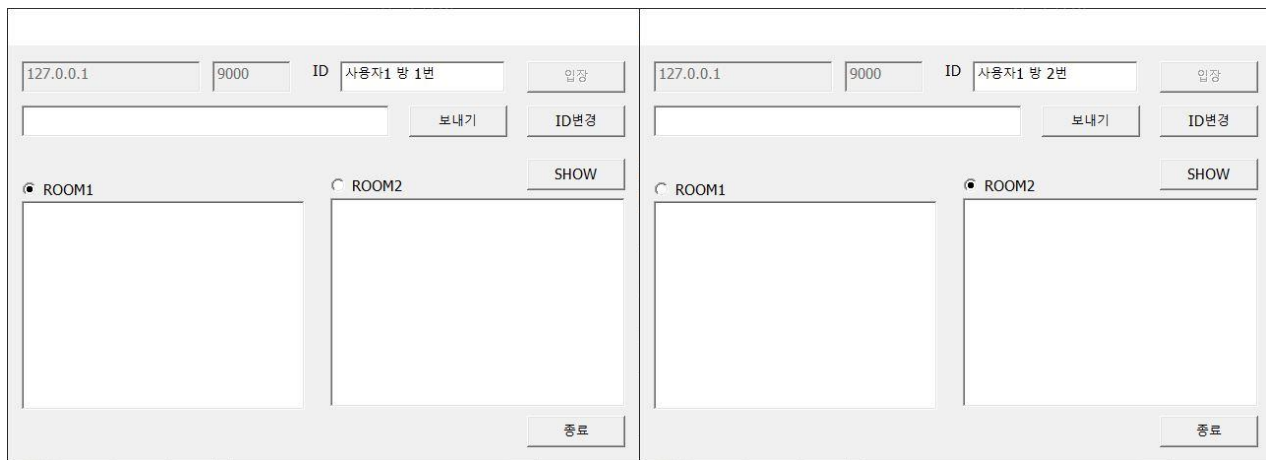 127.0.0.1 9000 ID 사용자1 방 1번 입장
보내기 ID변경
SHOW
ROOM1 ROOM2
종료
127.0.0.1 9000 ID 사용자1 방 2번 입장
보내기 ID변경
SHOW
ROOM1 ROOM2
종료